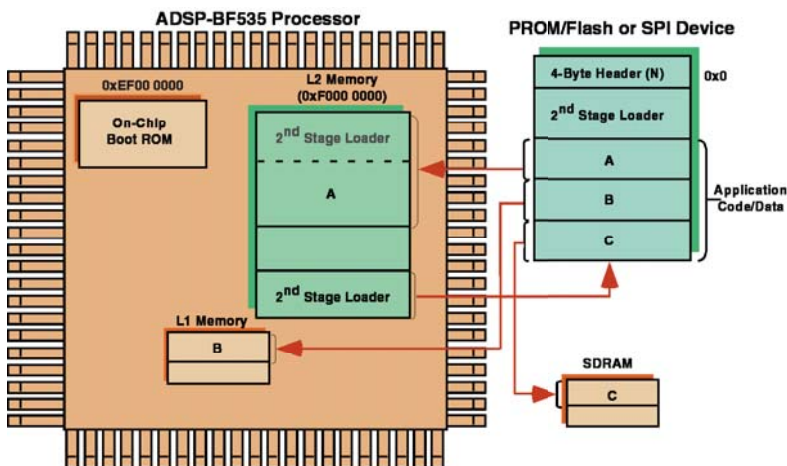 ADSP-BF535 Processor
PROM/Flash or SPI Device
0xEF00 0000
On-Chip
Boot ROM
L2 Memory
(0xF000 0000)
2nd Stage Loader
A
2nd Stage Loader
L1 Memory
B
4-Byte Header (N)
0x0
2nd Stage Loader
A
B
C
Application
Code/Data
SDRAM
C